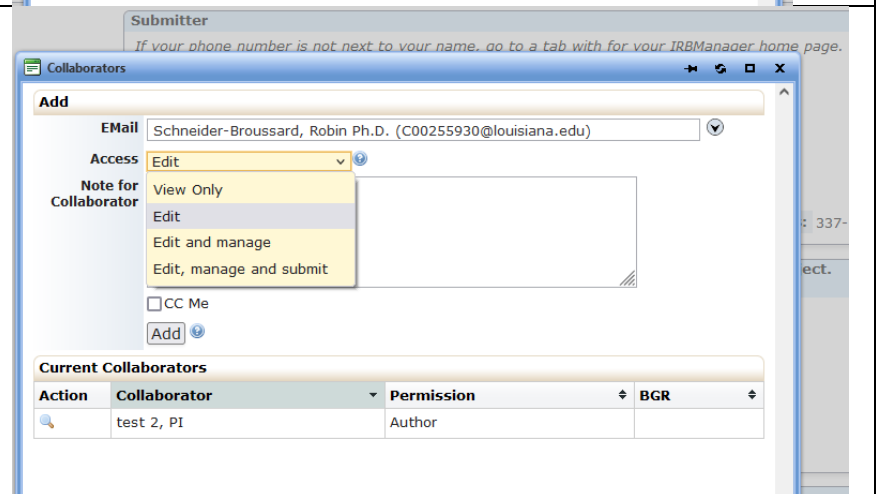 Submitter
If your phone number is not next to your name, go to a tab with for your IRBManager home page.
Collaborators
Add
EMail Schneider-Broussard, Robin Ph.D. (C00255930@louisiana.edu)
Access Edit
Note for Collaborator
View Only
Edit
Edit and manage
Edit, manage and submit
: 337-
ect.
CC Me
Add
Current Collaborators
Action Collaborator Permission BGR
test 2, PI Author